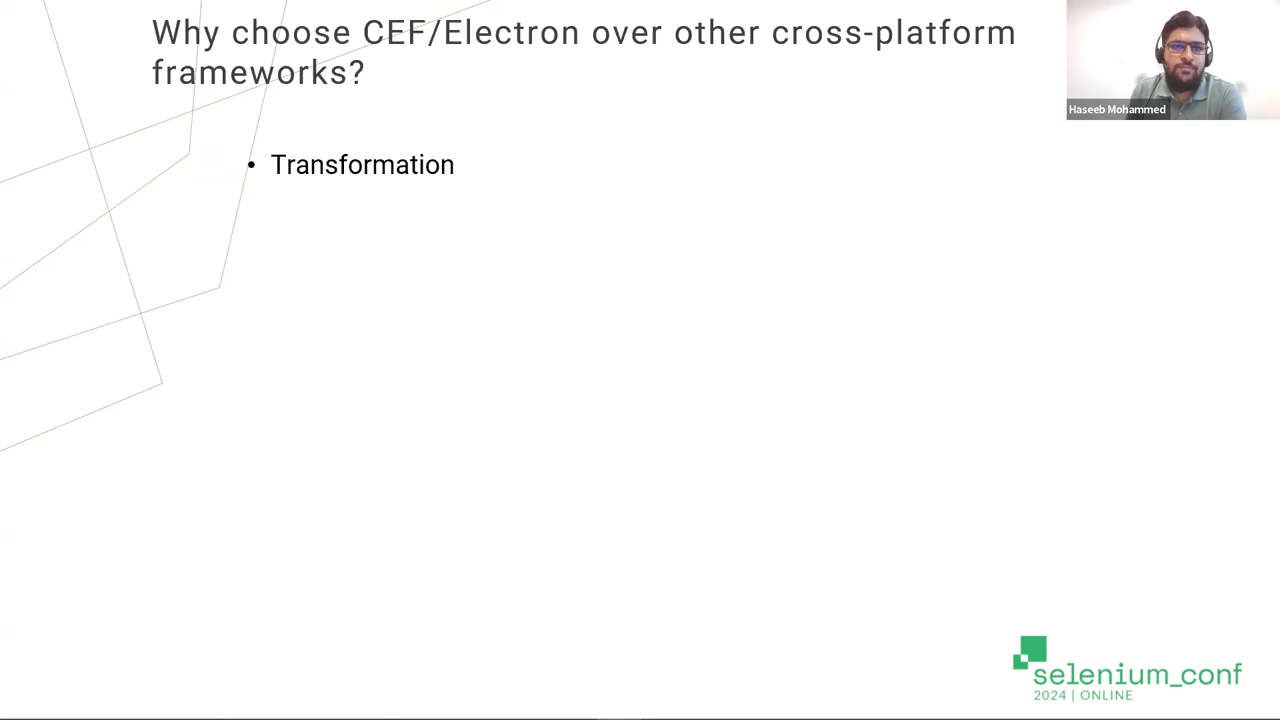 Why choose CEF/Electron over other cross-platform
frameworks?
Haseeb Mohammed
• Transformation
selenium_conf
2024 | ONLINE